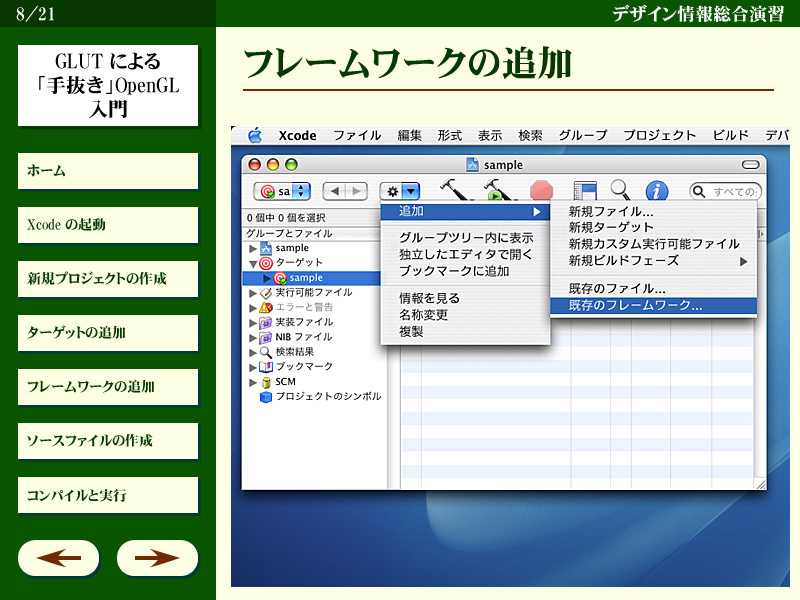 8/21
デザイン情報総合演習
GLUT による
「手抜き」OpenGL
入門
ホーム
Xcode の起動
新規プロジェクトの作成
ターゲットの追加
フレームワークの追加
ソースファイルの作成
コンパイルと実行
フレームワークの追加
Xcode ファイル 編集 形式 表示 検索 グループ プロジェクト ビルド デバ
sample
sa
すべての
0 個中 0 個を選択
グループとファイル
sample
ターゲット
sample
実行可能ファイル
エラーと警告
実装ファイル
NIB ファイル
検索結果
ブックマーク
SCM
プロジェクトのシンボル
追加
グループツリー内に表示
独立したエディタで開く
ブックマークに追加
情報を見る
名称変更
複製
新規ファイル...
新規ターゲット
新規カスタム実行可能ファイル
新規ビルドフェーズ
既存のファイル...
既存のフレームワーク...